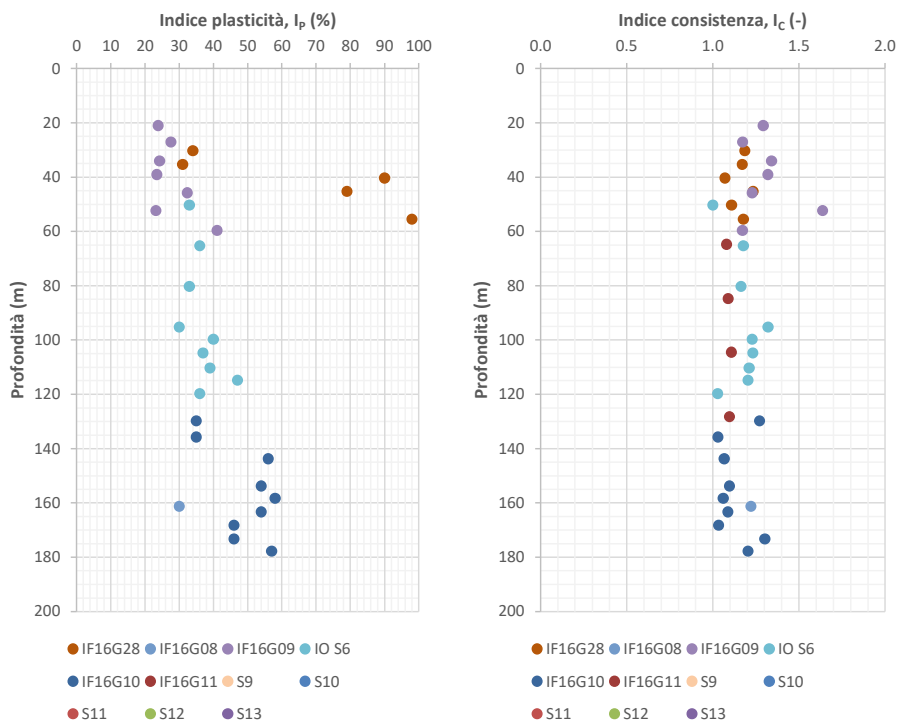 Indice plasticità, I_P (%)
0 10 20 30 40 50 60 70 80 90 100
Profondità (m)
0
20
40
60
80
100
120
140
160
180
200
IF16G28 IF16G08 IF16G09 IO S6
IF16G10 IF16G11 S9 S10
S11 S12 S13
Indice consistenza, I_C (-)
0.0 0.5 1.0 1.5 2.0
Profondità (m)
0
20
40
60
80
100
120
140
160
180
200
IF16G28 IF16G08 IF16G09 IO S6
IF16G10 IF16G11 S9 S10
S11 S12 S13